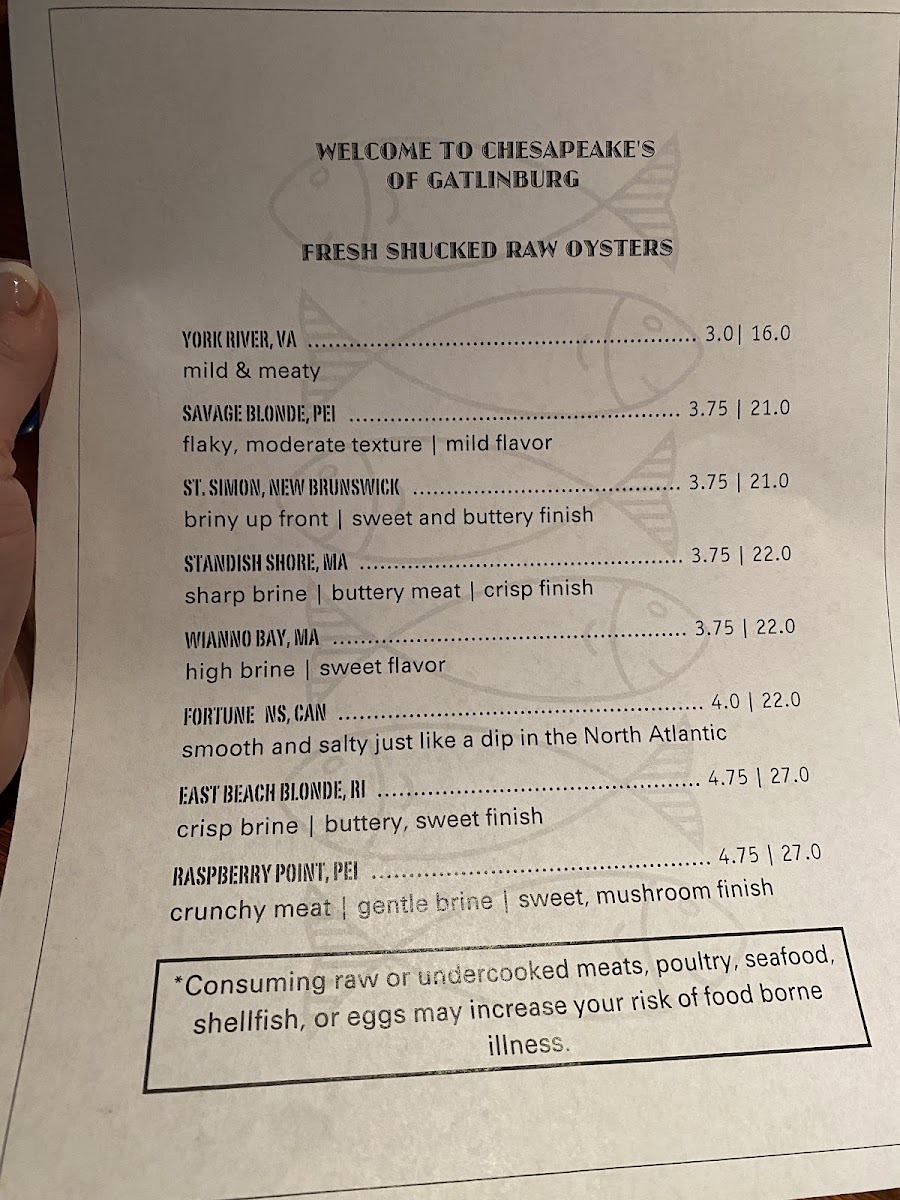 WELCOME TO CHESAPEAKE'S
OF GATLINBURG
FRESH SHUCKED RAW OYSTERS
YORK RIVER, VA ........................................................ 3.0| 16.0
mild & meaty
SAVAGE BLONDE, PEI ................................................ 3.75 | 21.0
flaky, moderate texture | mild flavor
ST. SIMON, NEW BRUNSWICK ....................................... 3.75 | 21.0
briny up front | sweet and buttery finish
STANDISH SHORE, MA ............................................... 3.75 | 22.0
sharp brine | buttery meat | crisp finish
WIANNO BAY, MA ................................................... 3.75 | 22.0
high brine | sweet flavor
FORTUNE NS, CAN .................................................... 4.0 | 22.0
smooth and salty just like a dip in the North Atlantic
EAST BEACH BLONDE, RI .............................................. 4.75 | 27.0
crisp brine | buttery, sweet finish
RASPBERRY POINT, PEI ................................................ 4.75 | 27.0
crunchy meat | gentle brine | sweet, mushroom finish
*Consuming raw or undercooked meats, poultry, seafood,
shellfish, or eggs may increase your risk of food borne
illness.